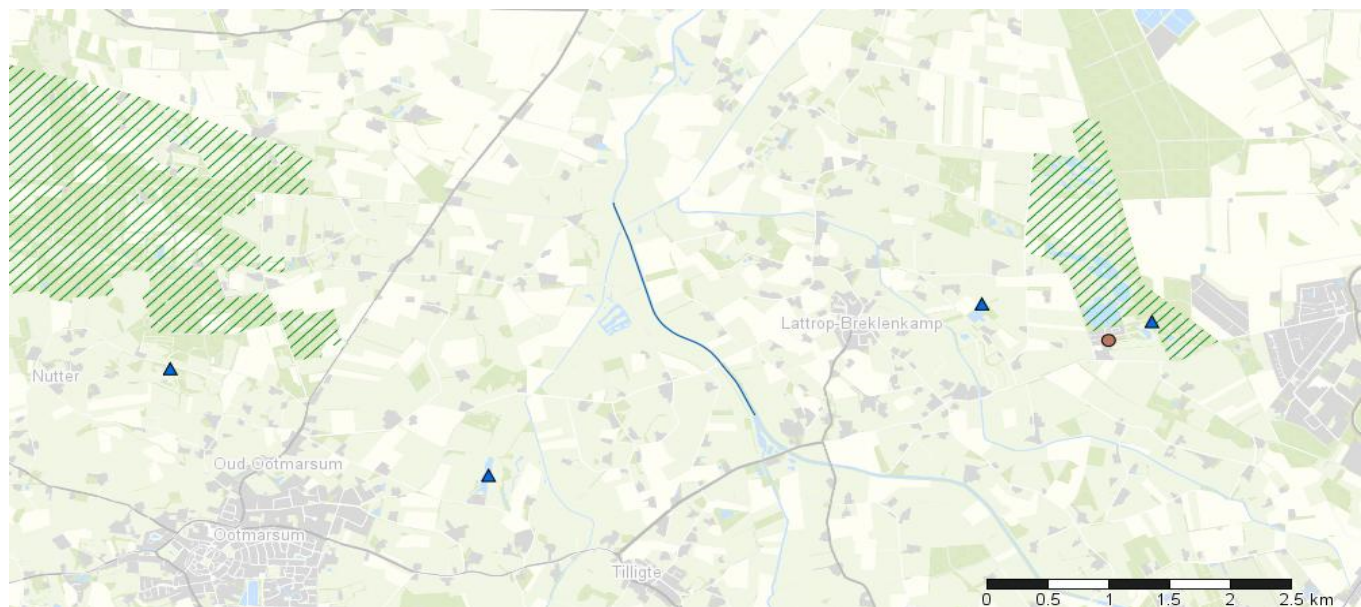 Lattrop-Breklenkamp
Nutter
Oud Ootmarsum
Ootmarsum
Tilligte
0 0.5 1 1.5 2 2.5 km